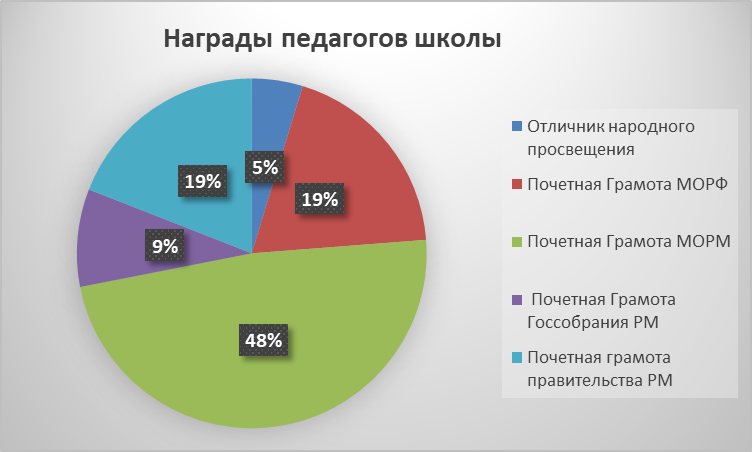 Награды педагогов школы
5%
19%
48%
9%
19%
Отличник народного
просвещения
Почетная Грамота МОРФ
Почетная Грамота МОРМ
Почетная Грамота
Госсобрания РМ
Почетная грамота
правительства РМ